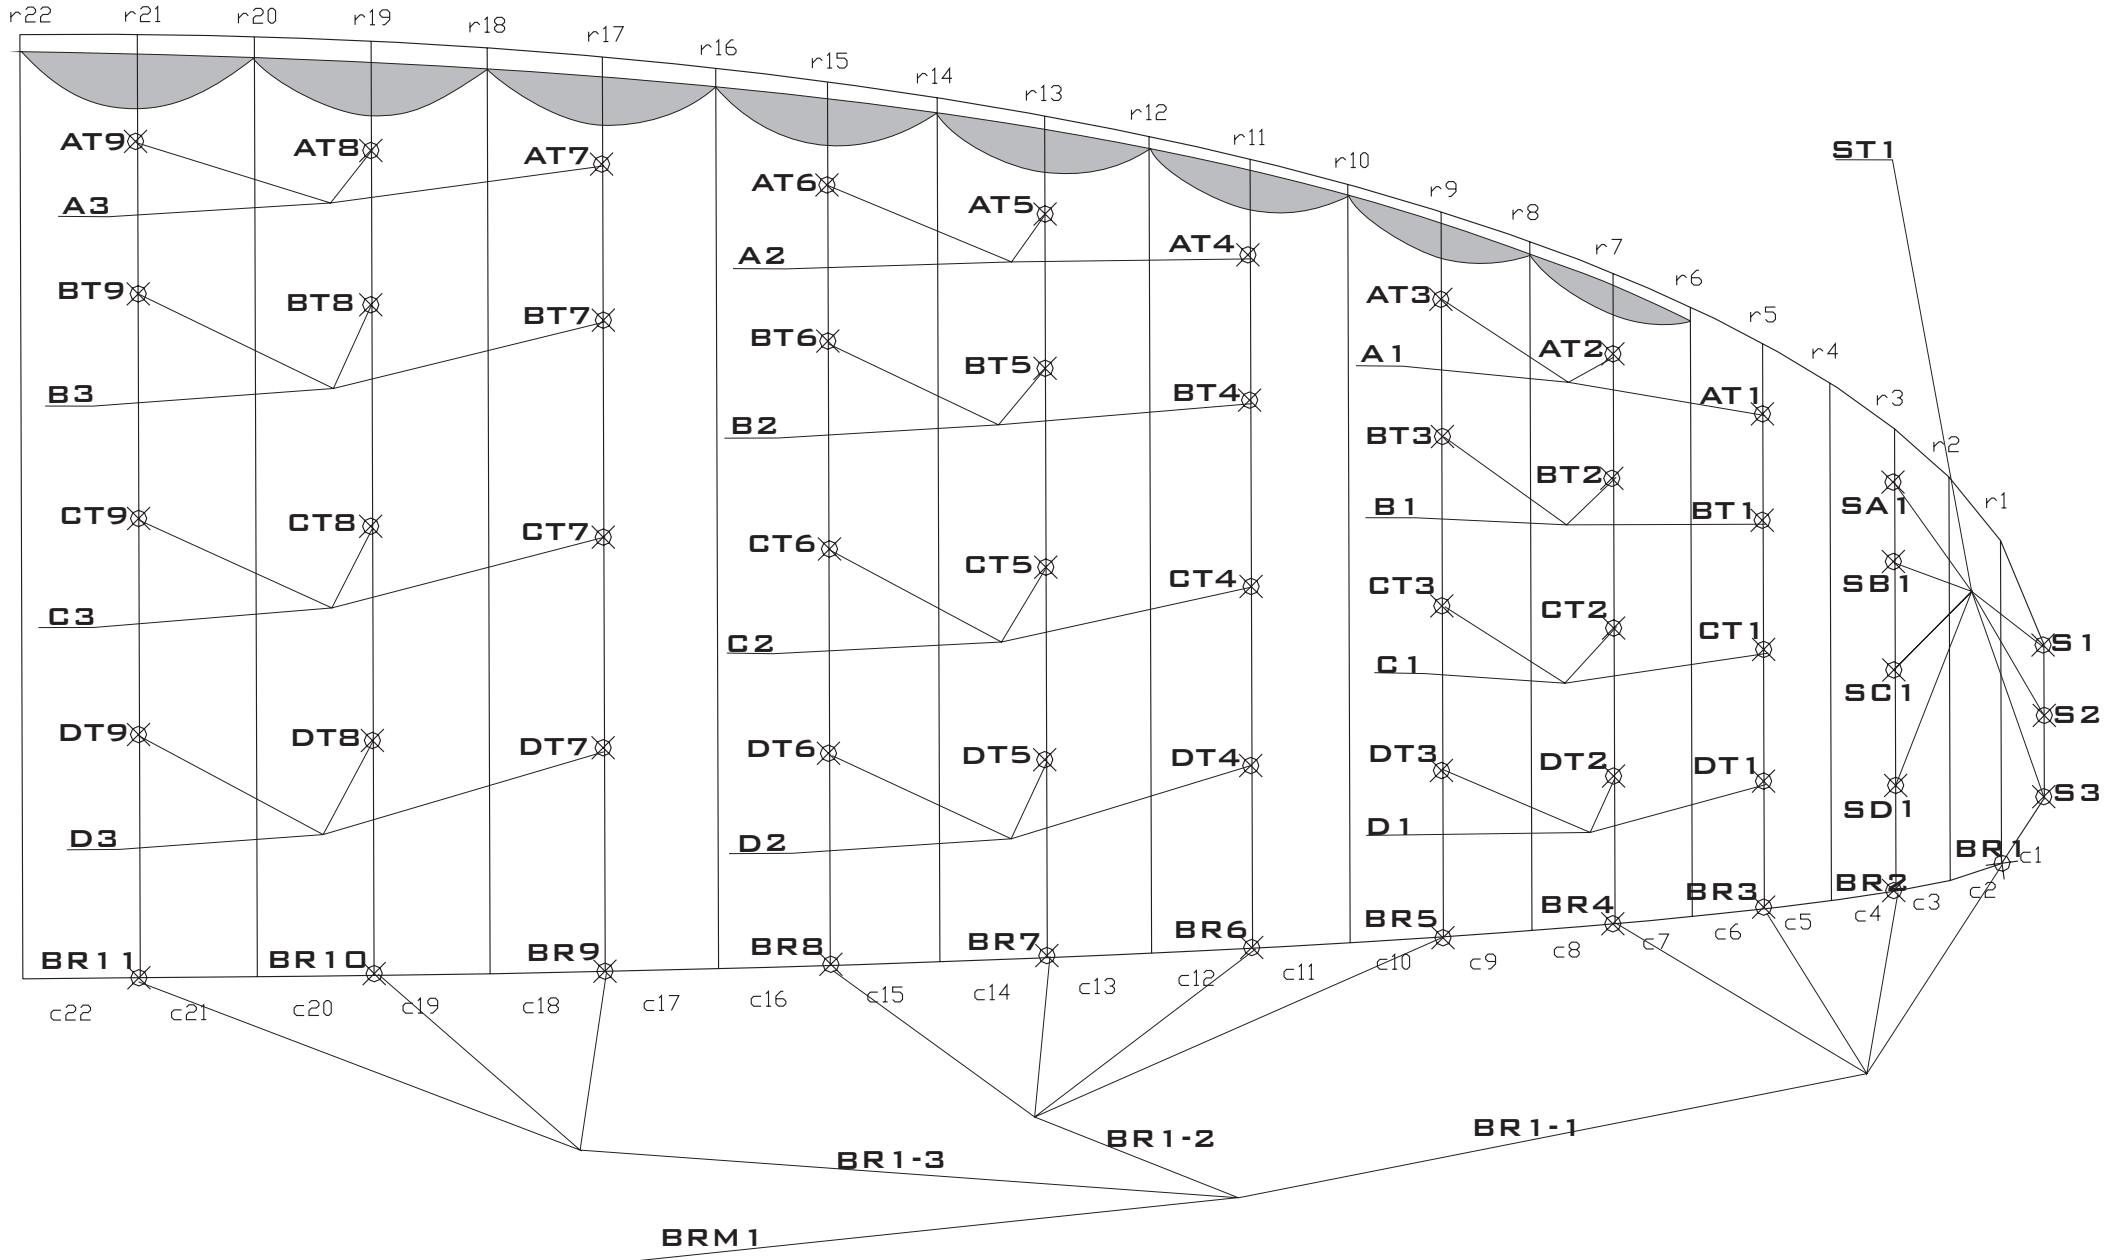 r22 r21 r20 r19 r18 r17 r16 r15 r14 r13 r12 r11 r10 r9 r8 r7 r6 r5 r4 r3 r2 r1
ST1
AT9 AT8 AT7 AT6 AT5 AT4 AT3 AT2 AT1
A3 A2 A1
SA1
BT9 BT8 BT7 BT6 BT5 BT4 BT3 BT2 BT1
B3 B2 B1
SB1
S1
CT9 CT8 CT7 CT6 CT5 CT4 CT3 CT2 CT1
C3 C2 C1
SC1
S2
DT9 DT8 DT7 DT6 DT5 DT4 DT3 DT2 DT1
D3 D2 D1
SD1
S3
BR11 BR10 BR9 BR8 BR7 BR6 BR5 BR4 BR3 BR2 BR1
c22 c21 c20 c19 c18 c17 c16 c15 c14 c13 c12 c11 c10 c9 c8 c7 c6 c5 c4 c3 c2 c1
BR1-3 BR1-2 BR1-1
BRM1